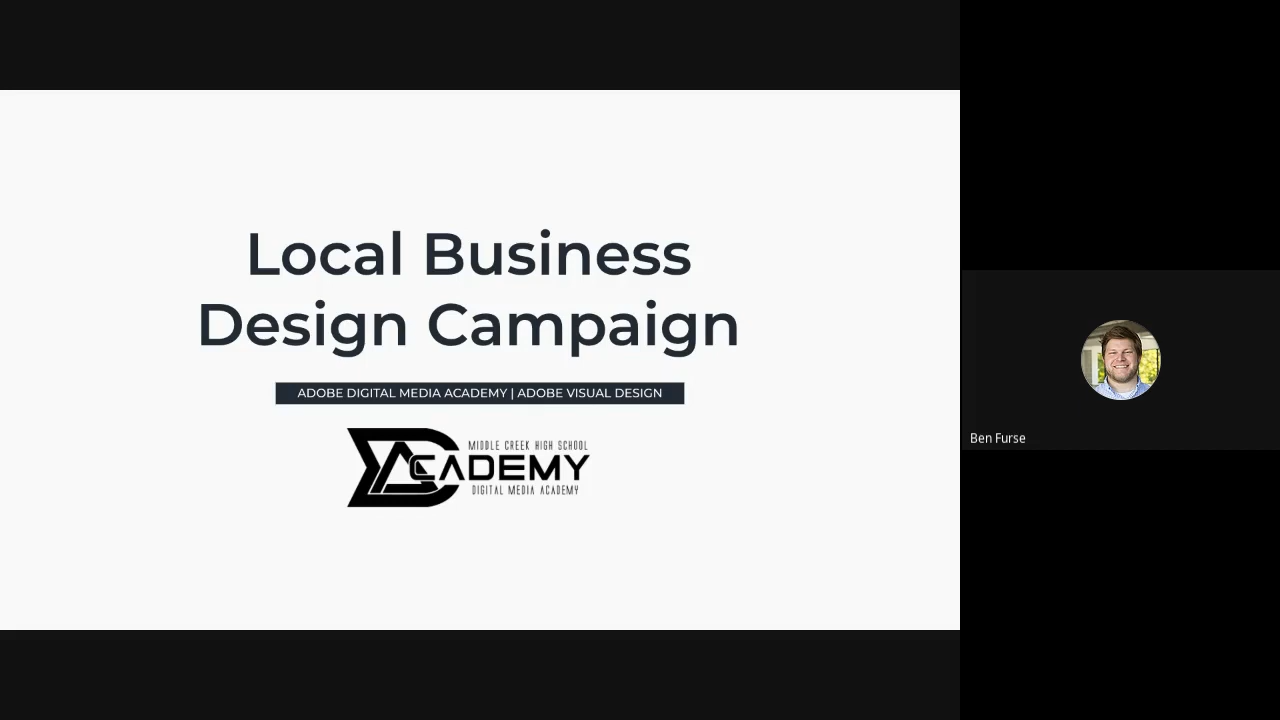 Local Business
Design Campaign
ADOBE DIGITAL MEDIA ACADEMY | ADOBE VISUAL DESIGN
MIDDLE CREEK HIGH SCHOOL
ACADEMY
DIGITAL MEDIA ACADEMY
Ben Furse